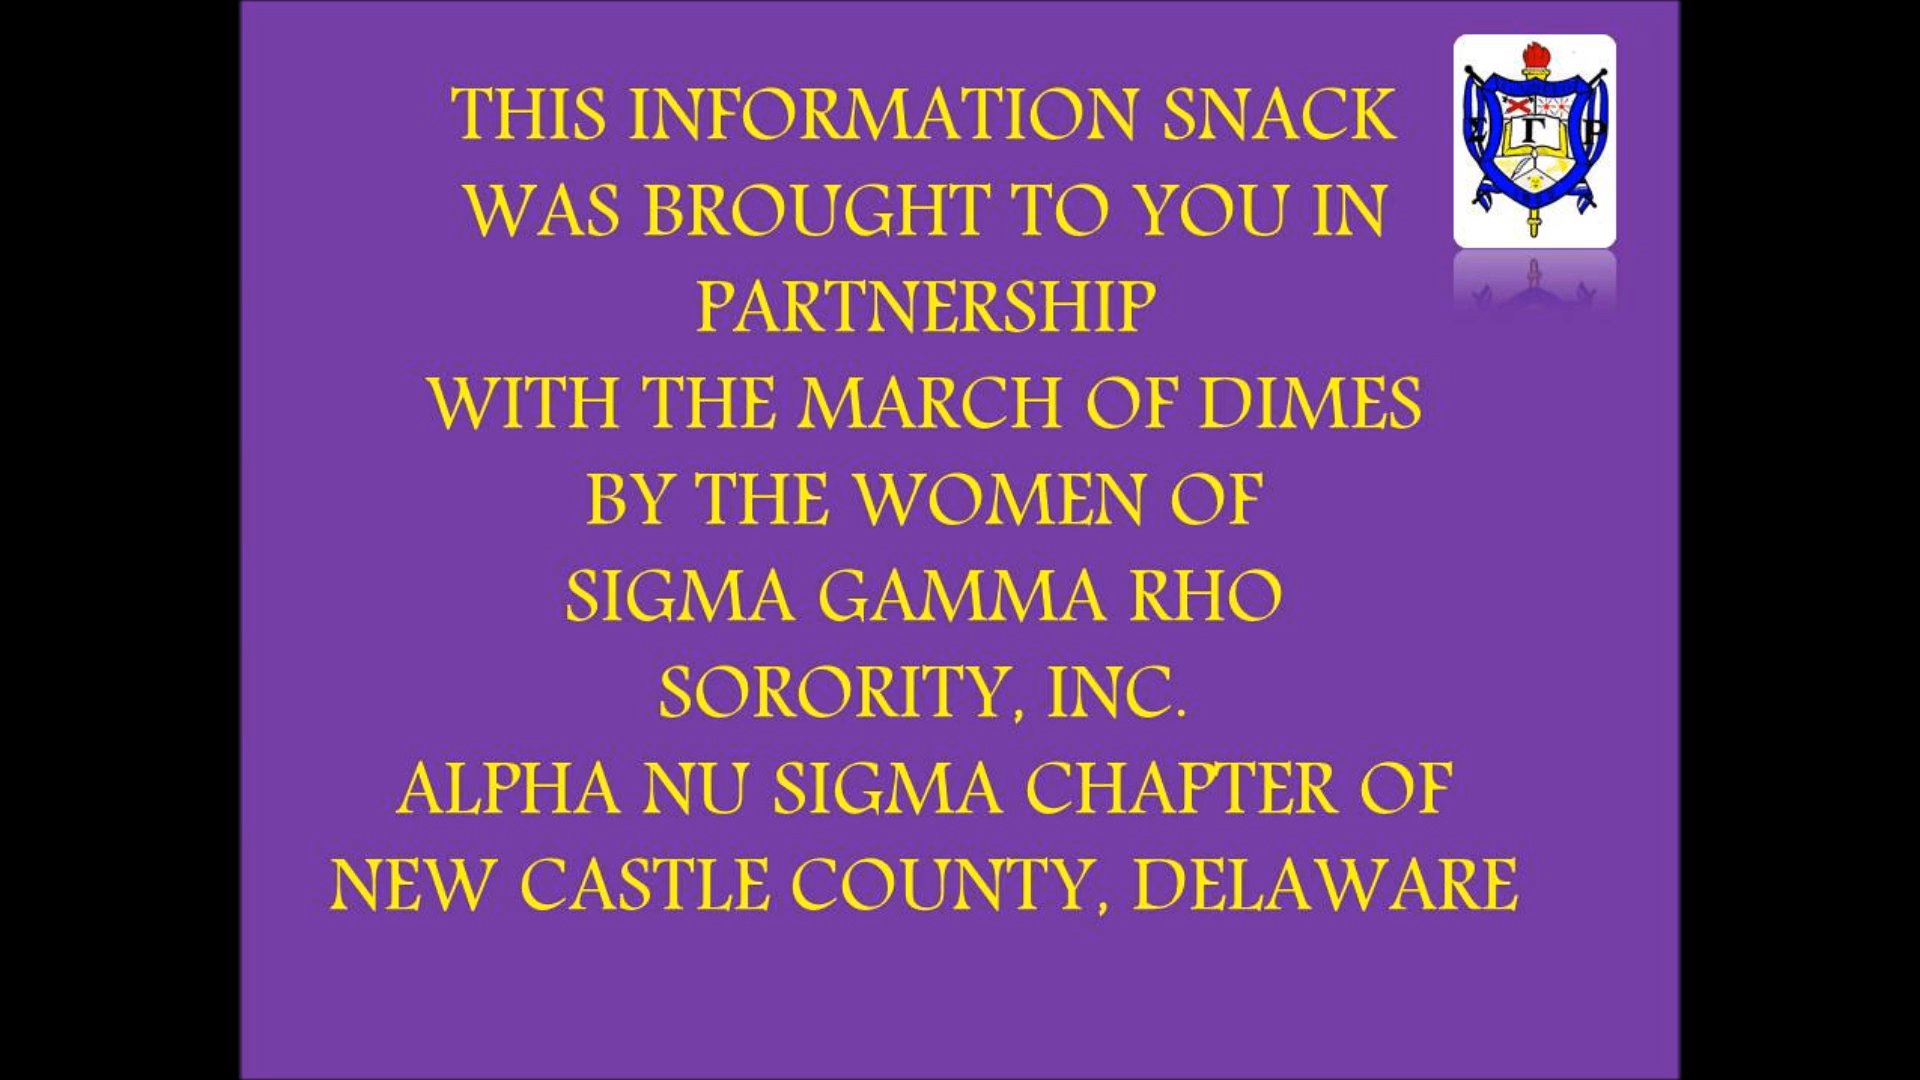 THIS INFORMATION SNACK
WAS BROUGHT TO YOU IN
PARTNERSHIP
WITH THE MARCH OF DIMES
BY THE WOMEN OF
SIGMA GAMMA RHO
SORORITY, INC.
ALPHA NU SIGMA CHAPTER OF
NEW CASTLE COUNTY, DELAWARE
Σ Γ Ρ